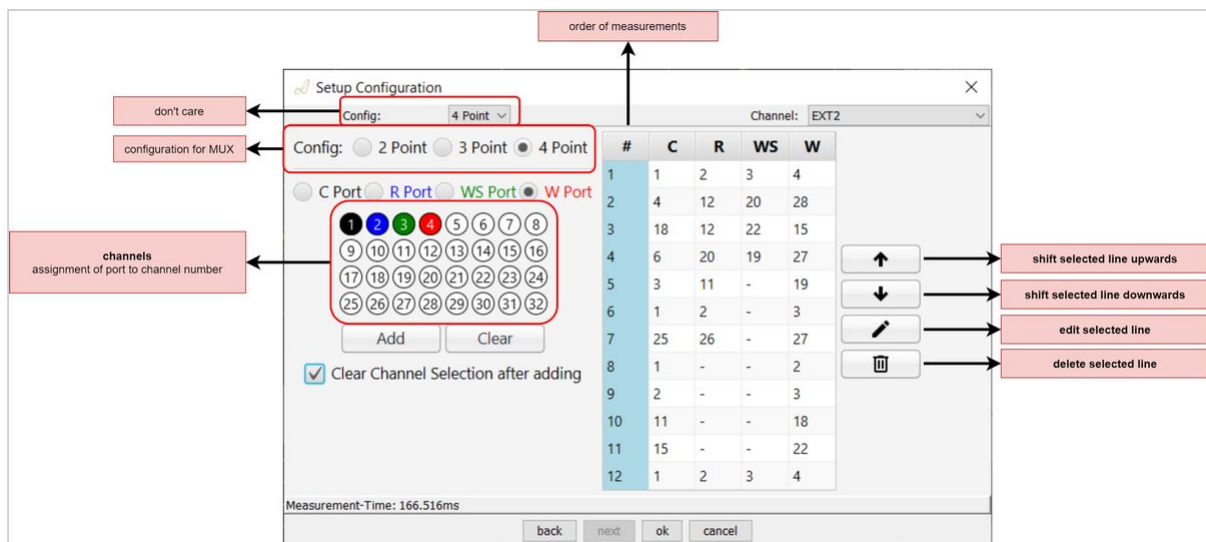 order of measurements
Setup Configuration
don't care
Config: 4 Point
Channel: EXT2
configuration for MUX
Config: 2 Point 3 Point 4 Point
C Port R Port WS Port W Port
channels
assignment of port to channel number
1 2 3 4 5 6 7 8
9 10 11 12 13 14 15 16
17 18 19 20 21 22 23 24
25 26 27 28 29 30 31 32
Add Clear
Clear Channel Selection after adding
# C R WS W
1 1 2 3 4
2 4 12 20 28
3 18 12 22 15
4 6 20 19 27
5 3 11 - 19
6 1 2 - 3
7 25 26 - 27
8 1 - - 2
9 2 - - 3
10 11 - - 18
11 15 - - 22
12 1 2 3 4
shift selected line upwards
shift selected line downwards
edit selected line
delete selected line
Measurement-Time: 166.516ms
back next ok cancel